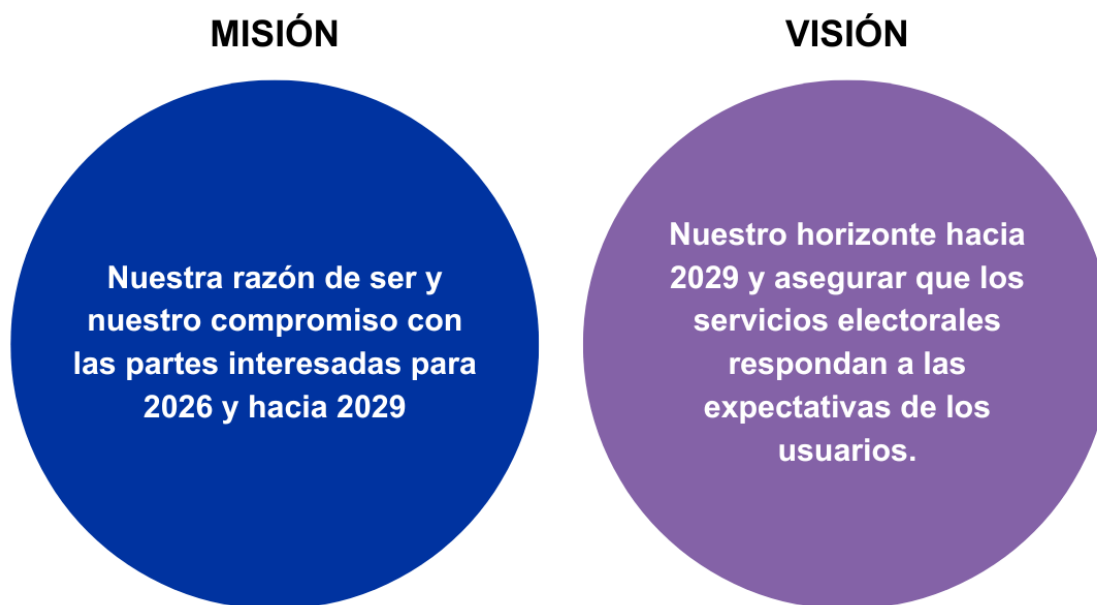 MISIÓN
Nuestra razón de ser y
nuestro compromiso con
las partes interesadas para
2026 y hacia 2029
VISIÓN
Nuestro horizonte hacia
2029 y asegurar que los
servicios electorales
respondan a las
expectativas de los
usuarios.